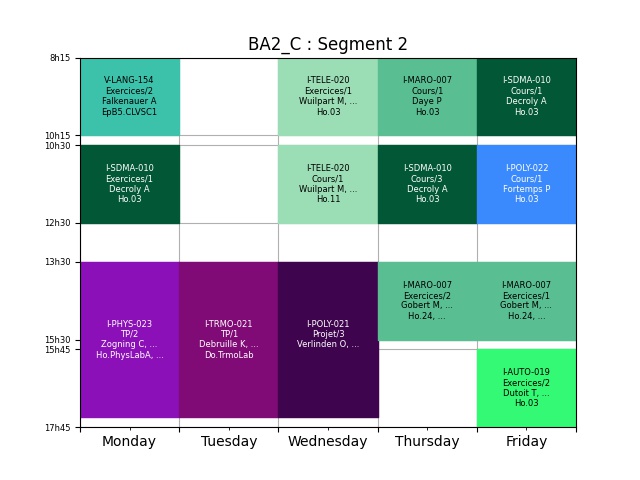 BA2_C : Segment 2
8h15
10h15
10h30
12h30
13h30
15h30
15h45
17h45
V-LANG-154
Exercices/2
Falkenauer A
EpB5.CLVSC1
I-TELE-020
Exercices/1
Wuilpart M, ...
Ho.03
I-MARO-007
Cours/1
Daye P
Ho.03
I-SDMA-010
Cours/1
Decroly A
Ho.03
I-SDMA-010
Exercices/1
Decroly A
Ho.03
I-TELE-020
Cours/1
Wuilpart M, ...
Ho.11
I-SDMA-010
Cours/3
Decroly A
Ho.03
I-POLY-022
Cours/1
Fortemps P
Ho.03
I-PHYS-023
TP/2
Zogning C, ...
Ho.PhysLabA, ...
I-TRMO-021
TP/1
Debruille K, ...
Do.TrmoLab
I-POLY-021
Projet/3
Verlinden O, ...
I-MARO-007
Exercices/2
Gobert M, ...
Ho.24, ...
I-MARO-007
Exercices/1
Gobert M, ...
Ho.24, ...
I-AUTO-019
Exercices/2
Dutoit T, ...
Ho.03
Monday
Tuesday
Wednesday
Thursday
Friday